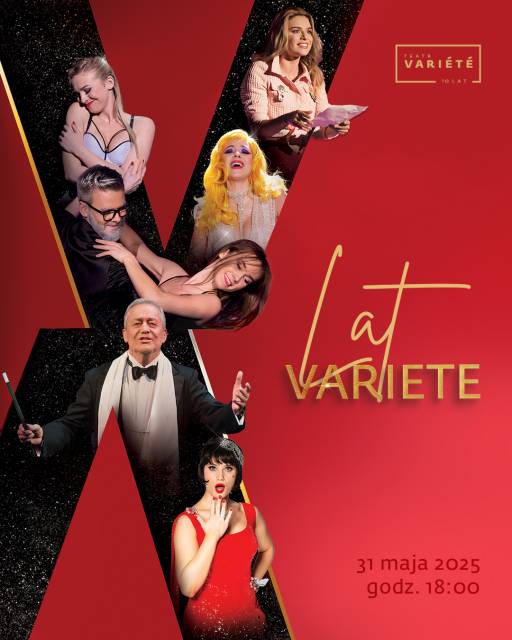 TEATR
VARIÉTÉ
10 LAT
X
Lat
VARIETE
31 maja 2025
godz. 18:00